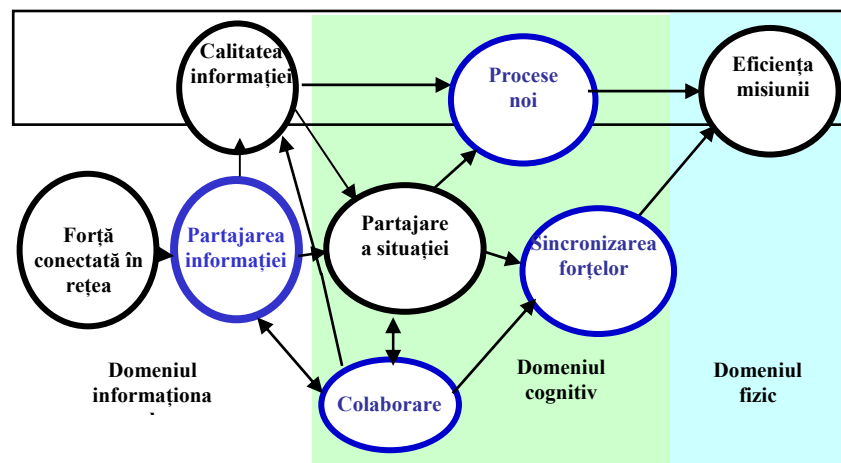 Calitatea
informației
Procese
noi
Eficiența
misiunii
Forță
conectată în
rețea
Partajarea
informației
Partajare
a situației
Sincronizarea
forțelor
Domeniul
informaționa
Colaborare
Domeniul
cognitiv
Domeniul
fizic